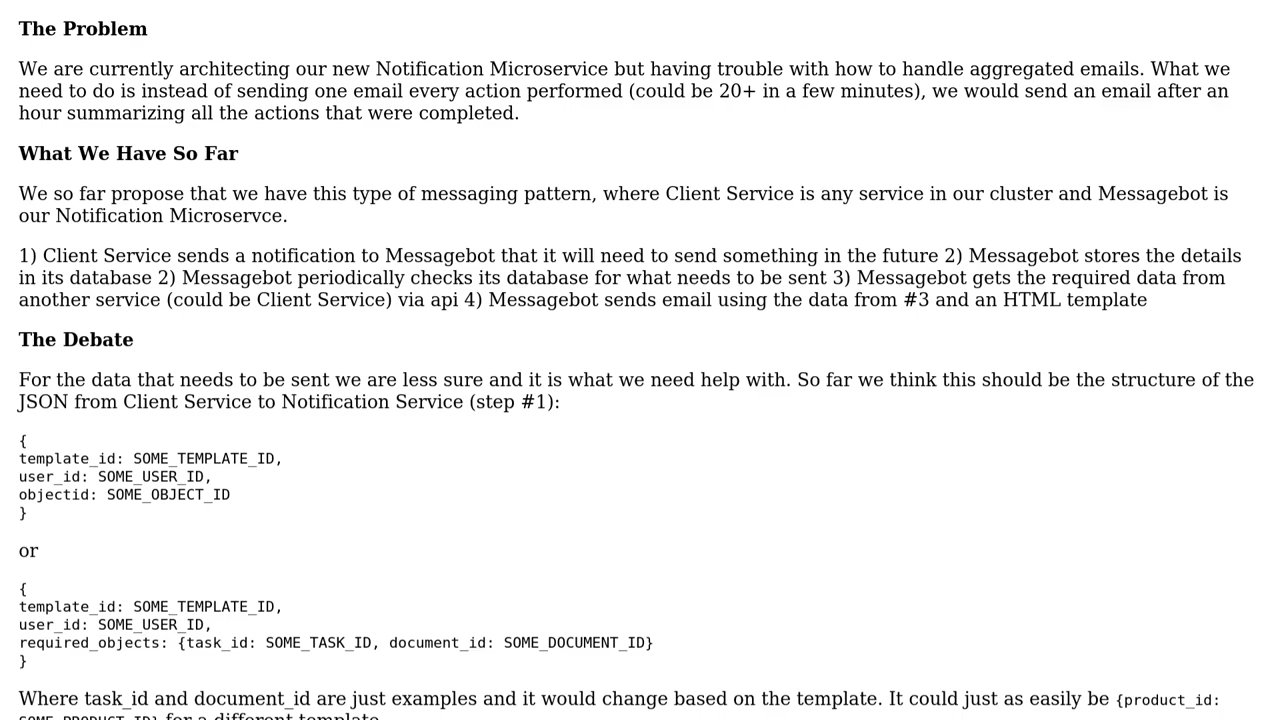 The Problem
We are currently architecting our new Notification Microservice but having trouble with how to handle aggregated emails. What we
need to do is instead of sending one email every action performed (could be 20+ in a few minutes), we would send an email after an
hour summarizing all the actions that were completed.
What We Have So Far
We so far propose that we have this type of messaging pattern, where Client Service is any service in our cluster and Messagebot is
our Notification Microservce.
1) Client Service sends a notification to Messagebot that it will need to send something in the future 2) Messagebot stores the details
in its database 2) Messagebot periodically checks its database for what needs to be sent 3) Messagebot gets the required data from
another service (could be Client Service) via api 4) Messagebot sends email using the data from #3 and an HTML template
The Debate
For the data that needs to be sent we are less sure and it is what we need help with. So far we think this should be the structure of the
JSON from Client Service to Notification Service (step #1):
{
template_id: SOME_TEMPLATE_ID,
user_id: SOME_USER_ID,
objectid: SOME_OBJECT_ID
}
or
{
template_id: SOME_TEMPLATE_ID,
user_id: SOME_USER_ID,
required_objects: {task_id: SOME_TASK_ID, document_id: SOME_DOCUMENT_ID}
}
Where task_id and document_id are just examples and it would change based on the template. It could just as easily be {product_id:
SOME_PRODUCT_ID} for a different template.